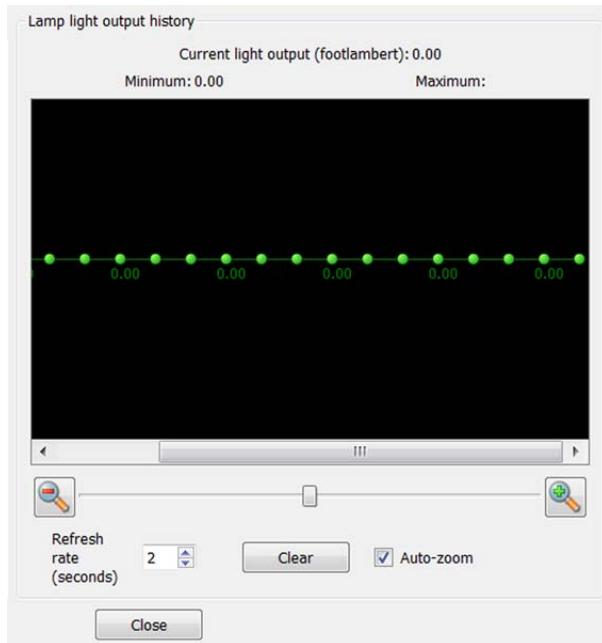 Lamp light output history
Current light output (footlambert): 0.00
Minimum: 0.00 Maximum:
0.00 0.00 0.00 0.00 0.00
Refresh
rate
(seconds)
2
Clear
Auto-zoom
Close